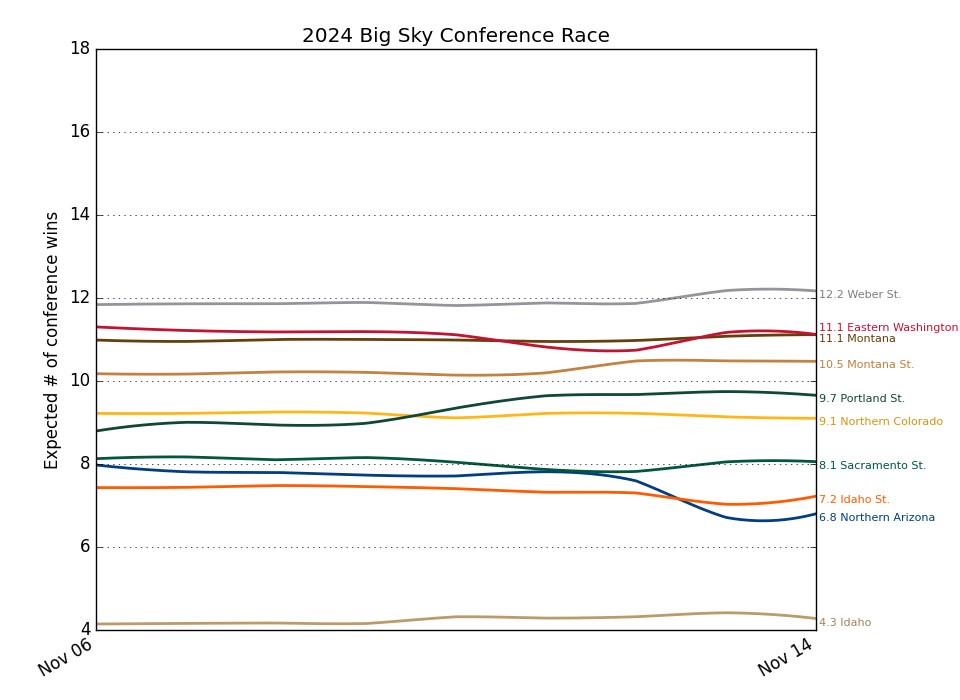 2024 Big Sky Conference Race
Expected # of conference wins
18
16
14
12
10
8
6
4
Nov 06
Nov 14
12.2 Weber St.
11.1 Eastern Washington
11.1 Montana
10.5 Montana St.
9.7 Portland St.
9.1 Northern Colorado
8.1 Sacramento St.
7.2 Idaho St.
6.8 Northern Arizona
4.3 Idaho